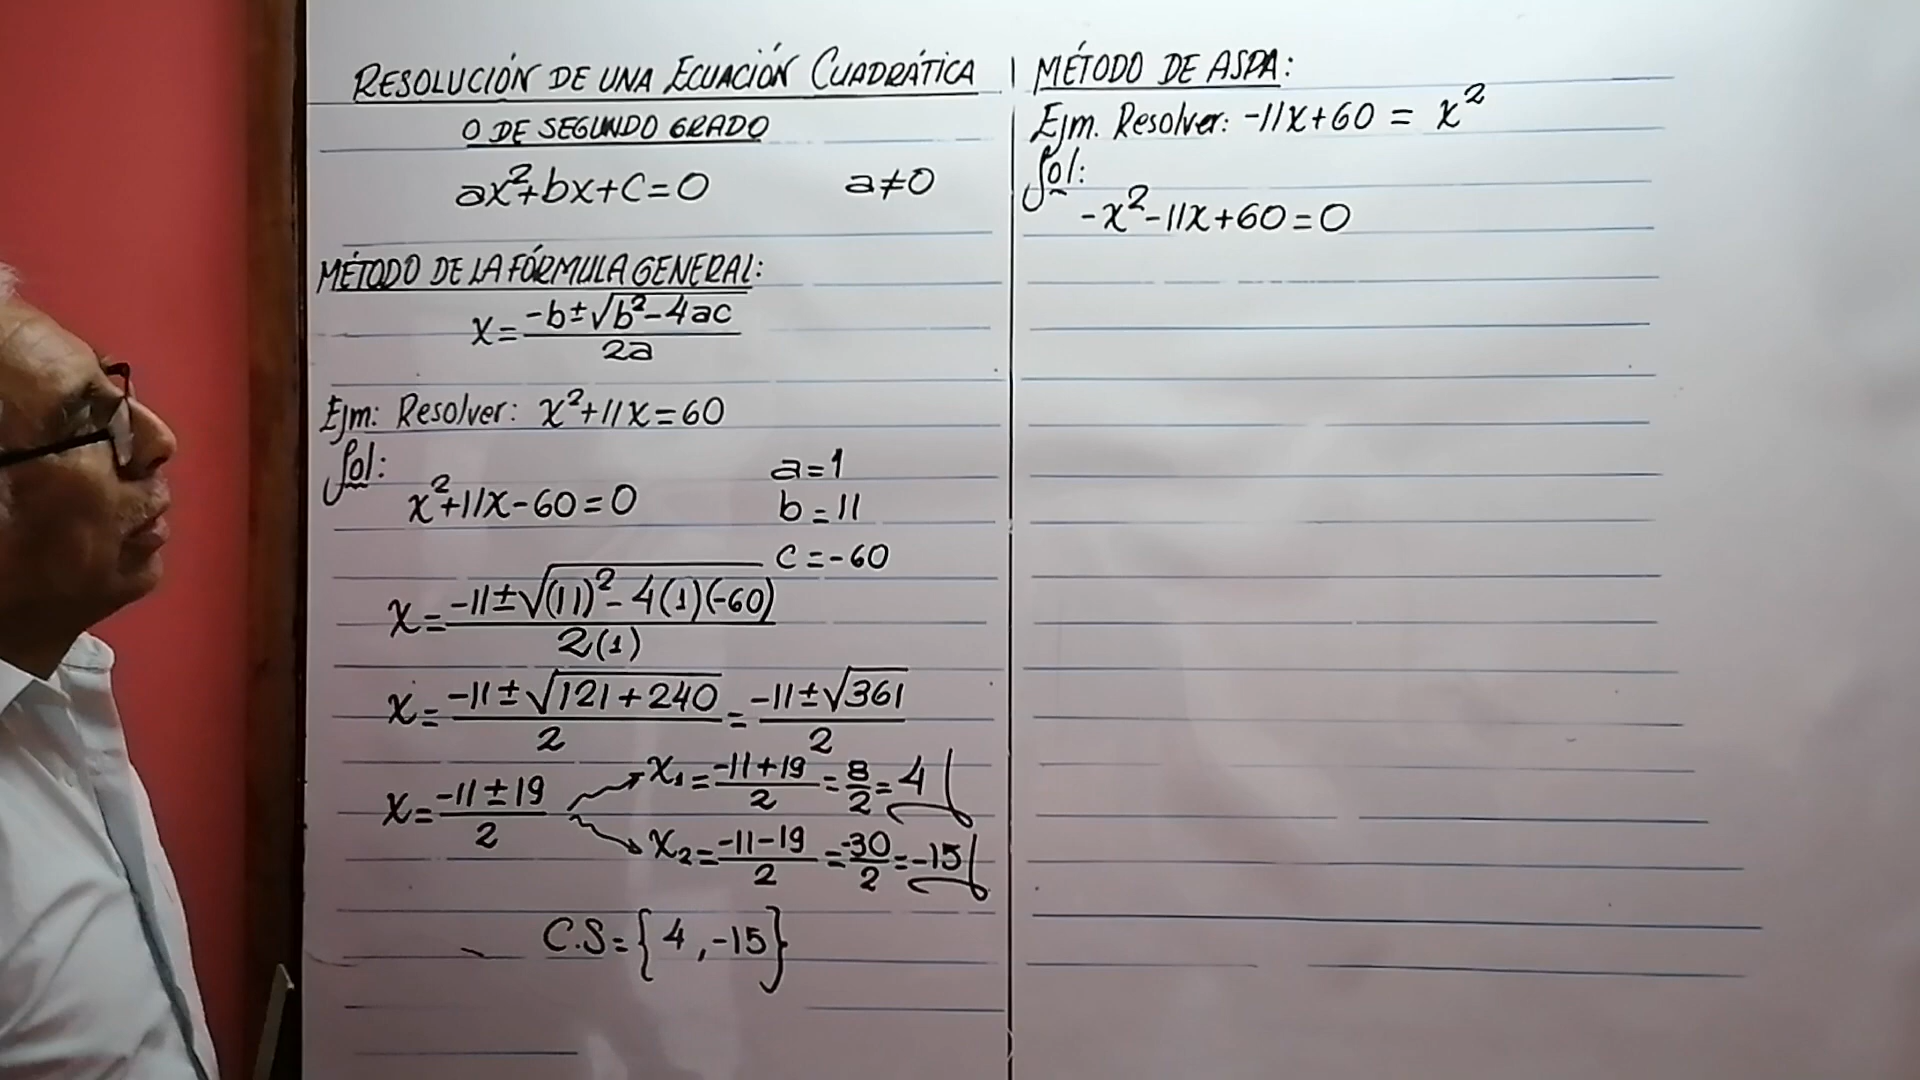 RESOLUCIÓN DE UNA ECUACIÓN CUADRÁTICA
O DE SEGUNDO GRADO
ax²+bx+c=0 a≠0
MÉTODO DE LA FÓRMULA GENERAL:
x=(-b±√(b²-4ac))/(2a)
Ejm: Resolver: x²+11x=60
Sol:
x²+11x-60=0
a=1
b=11
c=-60
x=(-11±√((11)²-4(1)(-60)))/(2(1))
x=(-11±√(121+240))/2=(-11±√361)/2
x=(-11±19)/2
x₁=(-11+19)/2=8/2=4
x₂=(-11-19)/2=-30/2=-15
C.S={4,-15}
MÉTODO DE ASPA:
Ejm. Resolver: -11x+60 = x²
Sol:
-x²-11x+60=0